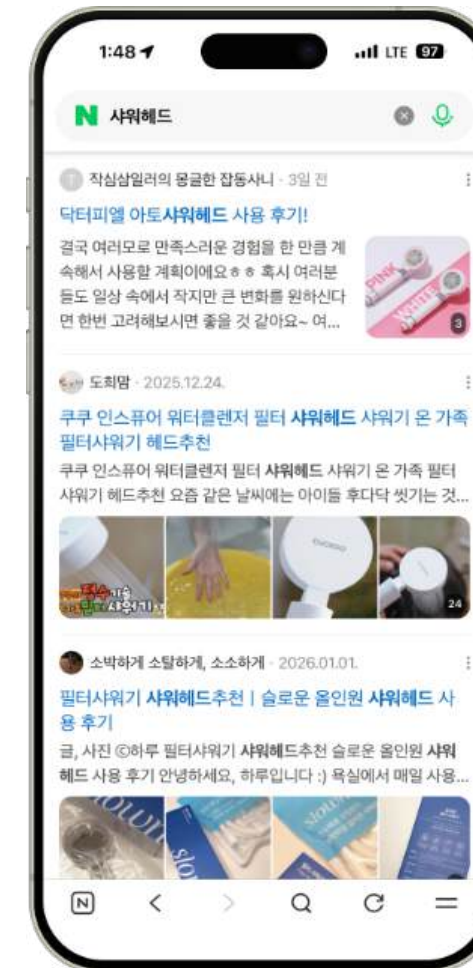 1:48
LTE 97
N 샤워헤드
T 작심삼일러의 몽글한 잡동사니 · 3일 전
닥터피엘 아토샤워헤드 사용 후기!
결국 여러모로 만족스러운 경험을 한 만큼 계
속해서 사용할 계획이에요ㅎㅎ 혹시 여러분
들도 일상 속에서 작지만 큰 변화를 원하신다
면 한번 고려해보시면 좋을 것 같아요~ 여...
PINK
WHITE
3
도희맘 · 2025.12.24.
쿠쿠 인스퓨어 워터클렌저 필터 샤워헤드 샤워기 온 가족
필터샤워기 헤드추천
쿠쿠 인스퓨어 워터클렌저 필터 샤워헤드 샤워기 온 가족 필터
샤워기 헤드추천 요즘 같은 날씨에는 아이들 후다닥 씻기는 것...
CUCKOO
24
소박하게 소탈하게, 소소하게 · 2026.01.01.
필터샤워기 샤워헤드추천 | 슬로운 올인원 샤워헤드 사
용 후기
글, 사진 ©하루 필터샤워기 샤워헤드추천 슬로운 올인원 샤워
헤드 사용 후기 안녕하세요, 하루입니다 :) 욕실에서 매일 사용...
N